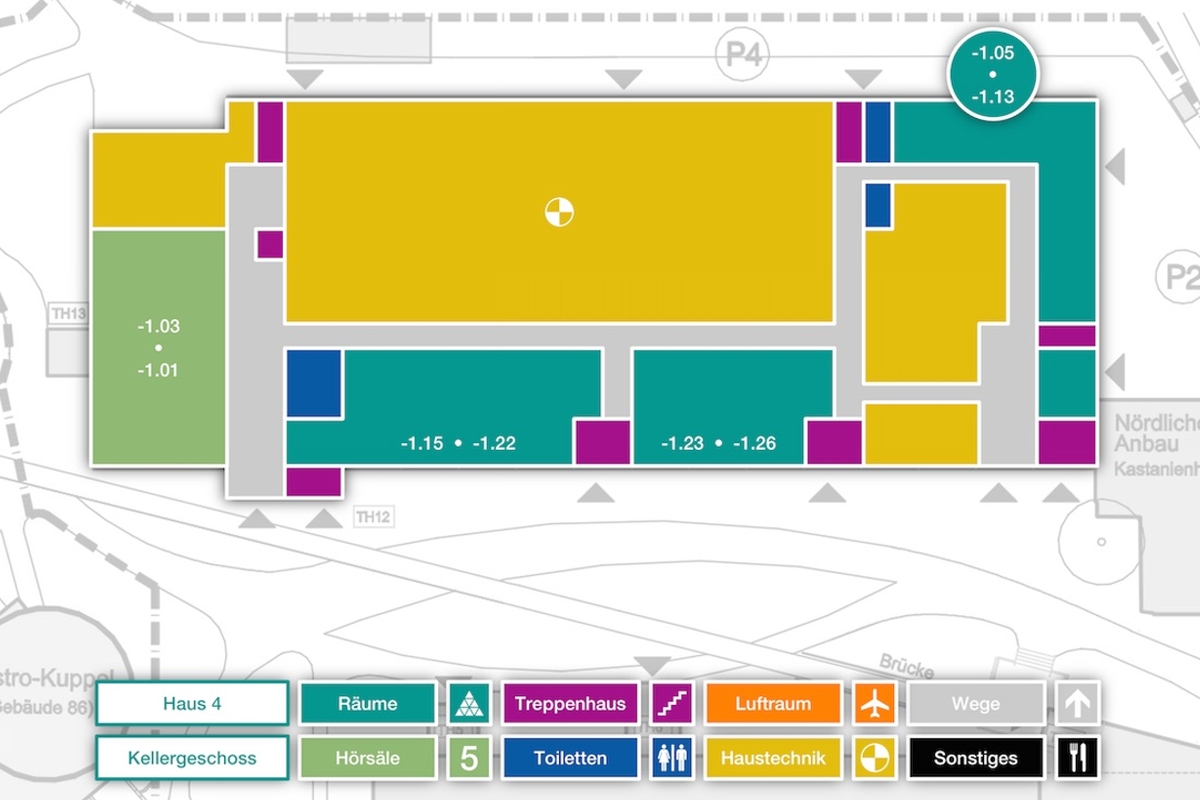 P4
-1.05
-1.13
P2
TH13
-1.03
-1.01
-1.15 • -1.22
-1.23 • -1.26
Nördliche
Anbau
Kastanienh
TH12
Brücke
stro-Kuppel
Gebäude 86)
Haus 4
Räume
Treppenhaus
Luftraum
Wege
Kellergeschoss
Hörsäle
5
Toiletten
Haustechnik
Sonstiges